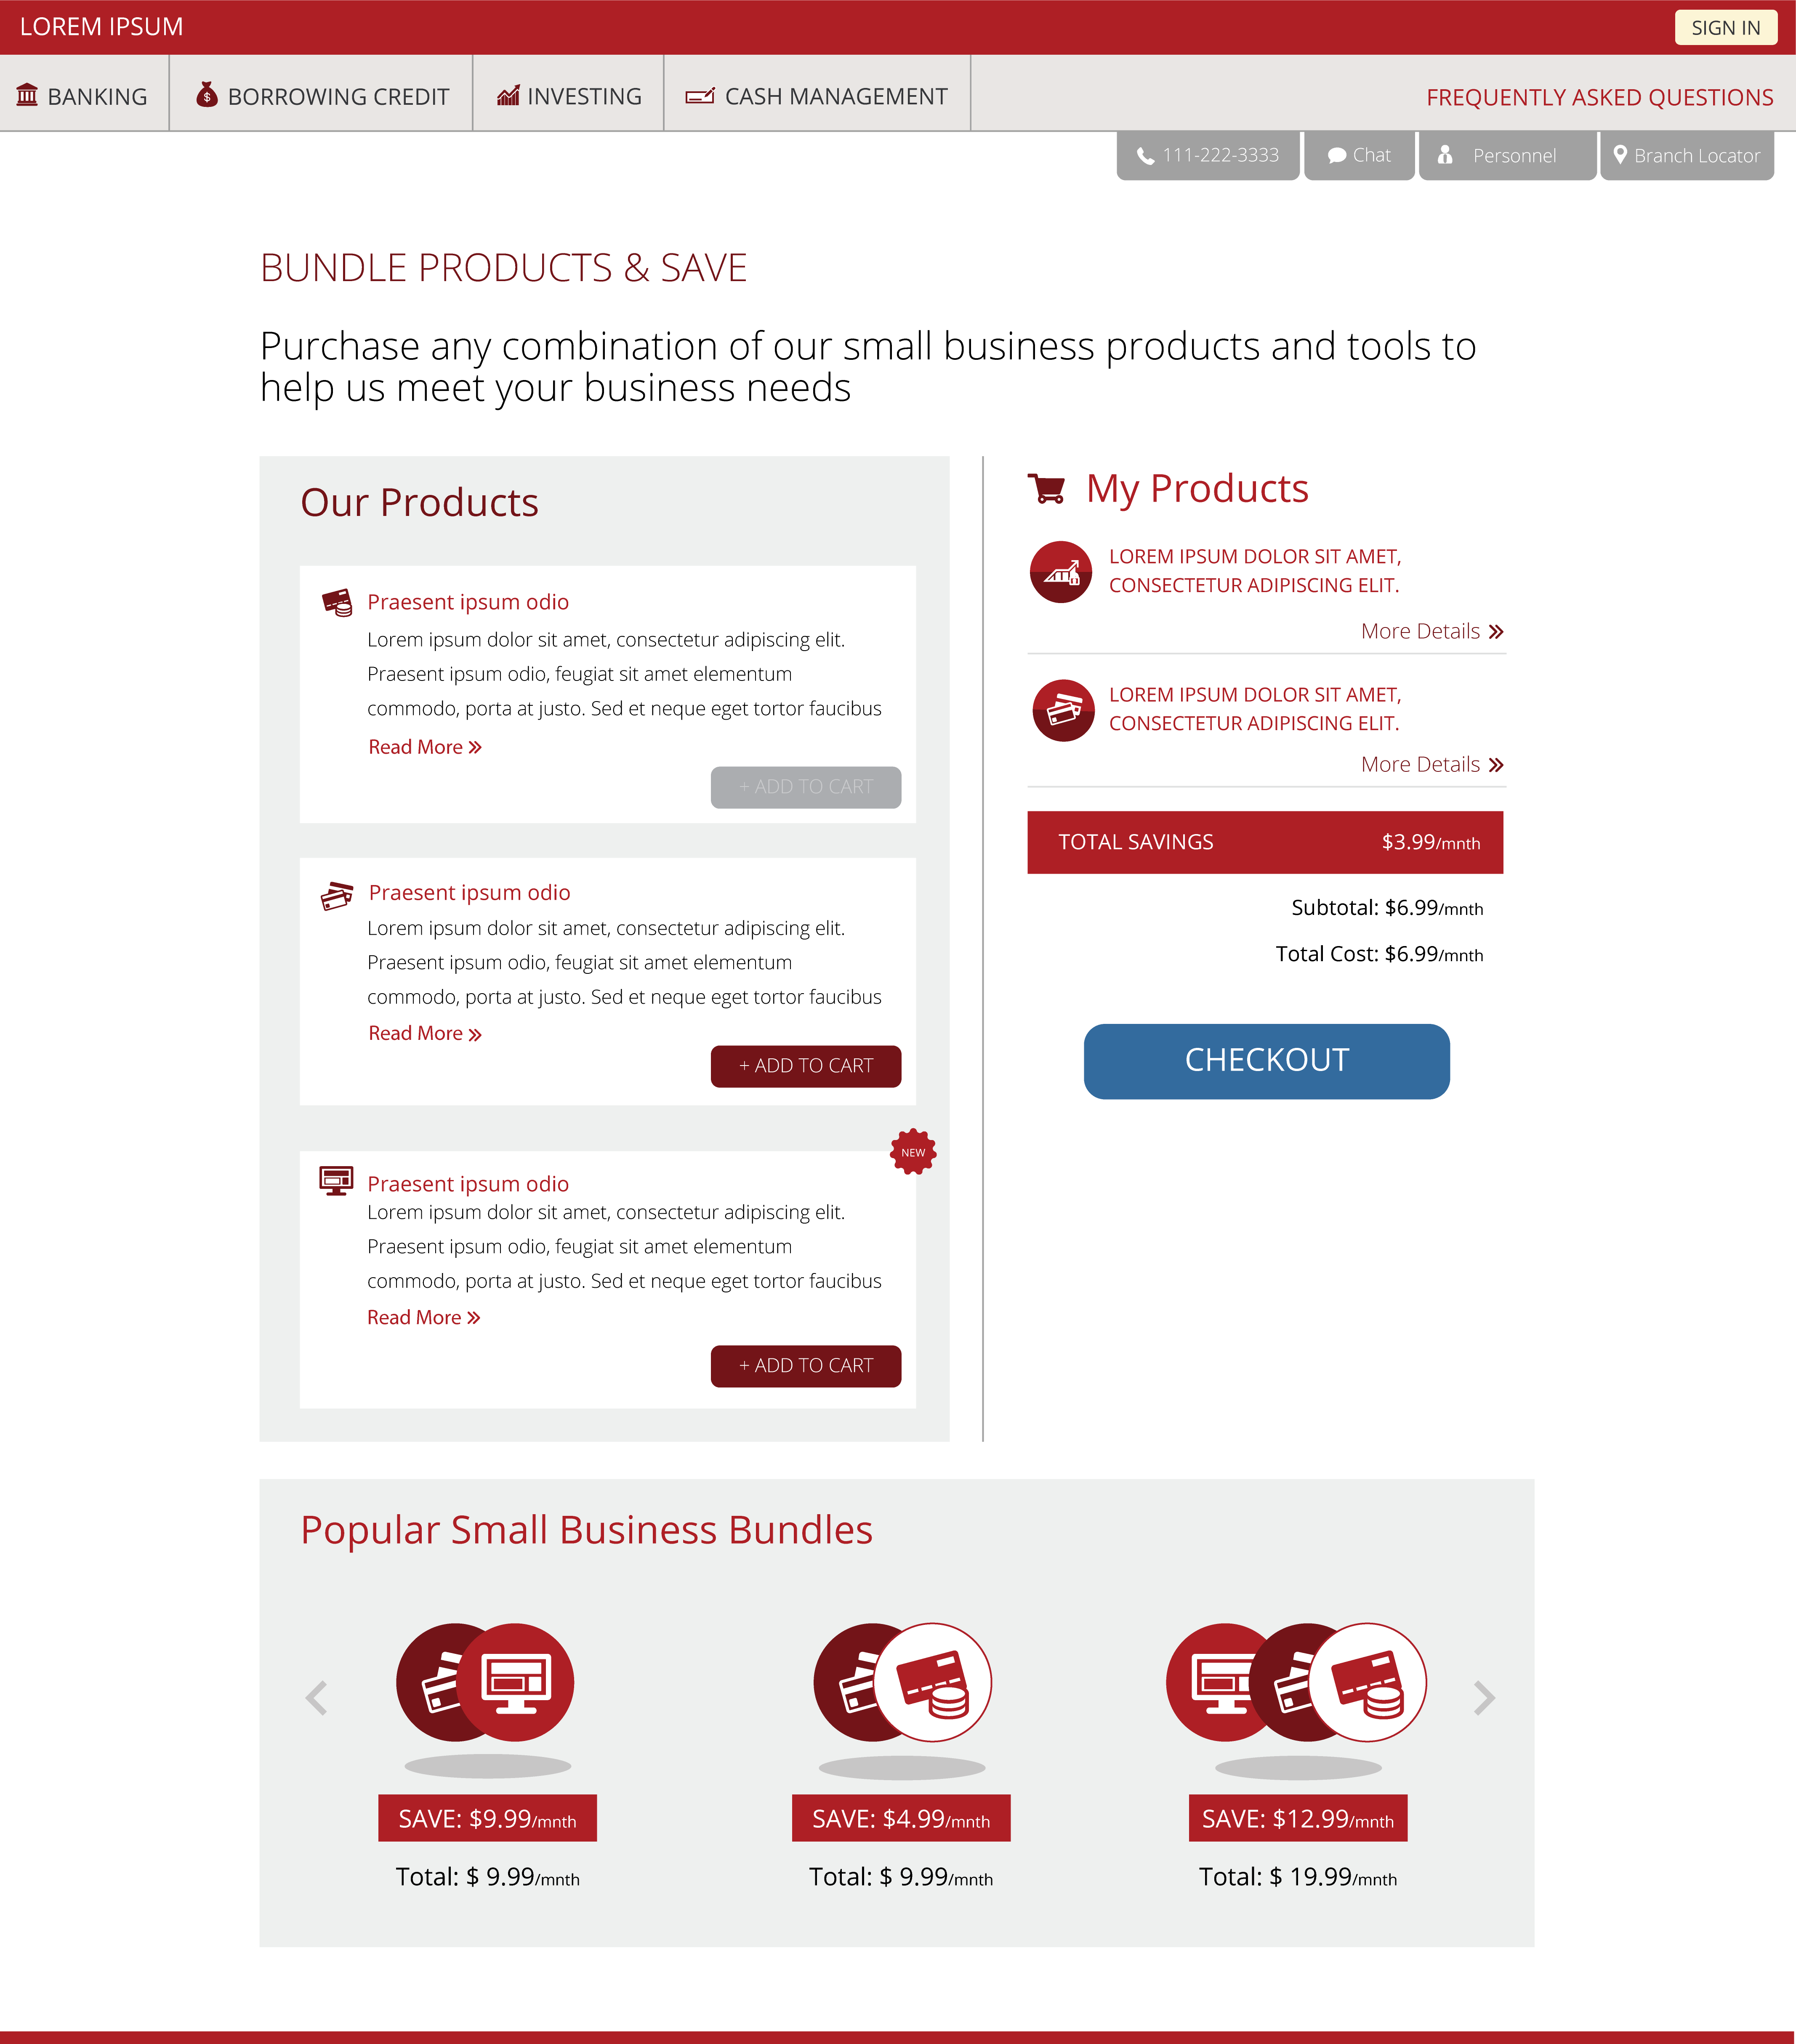 LOREM IPSUM
SIGN IN
BANKING
BORROWING CREDIT
INVESTING
CASH MANAGEMENT
FREQUENTLY ASKED QUESTIONS
111-222-3333
Chat
Personnel
Branch Locator
BUNDLE PRODUCTS & SAVE
Purchase any combination of our small business products and tools to
help us meet your business needs
Our Products
Praesent ipsum odio
Lorem ipsum dolor sit amet, consectetur adipiscing elit.
Praesent ipsum odio, feugiat sit amet elementum
commodo, porta at justo. Sed et neque eget tortor faucibus
Read More »
+ ADD TO CART
Praesent ipsum odio
Lorem ipsum dolor sit amet, consectetur adipiscing elit.
Praesent ipsum odio, feugiat sit amet elementum
commodo, porta at justo. Sed et neque eget tortor faucibus
Read More »
+ ADD TO CART
NEW
Praesent ipsum odio
Lorem ipsum dolor sit amet, consectetur adipiscing elit.
Praesent ipsum odio, feugiat sit amet elementum
commodo, porta at justo. Sed et neque eget tortor faucibus
Read More »
+ ADD TO CART
My Products
LOREM IPSUM DOLOR SIT AMET,
CONSECTETUR ADIPISCING ELIT.
More Details »
LOREM IPSUM DOLOR SIT AMET,
CONSECTETUR ADIPISCING ELIT.
More Details »
TOTAL SAVINGS $3.99/mnth
Subtotal: $6.99/mnth
Total Cost: $6.99/mnth
CHECKOUT
Popular Small Business Bundles
SAVE: $9.99/mnth
Total: $ 9.99/mnth
SAVE: $4.99/mnth
Total: $ 9.99/mnth
SAVE: $12.99/mnth
Total: $ 19.99/mnth